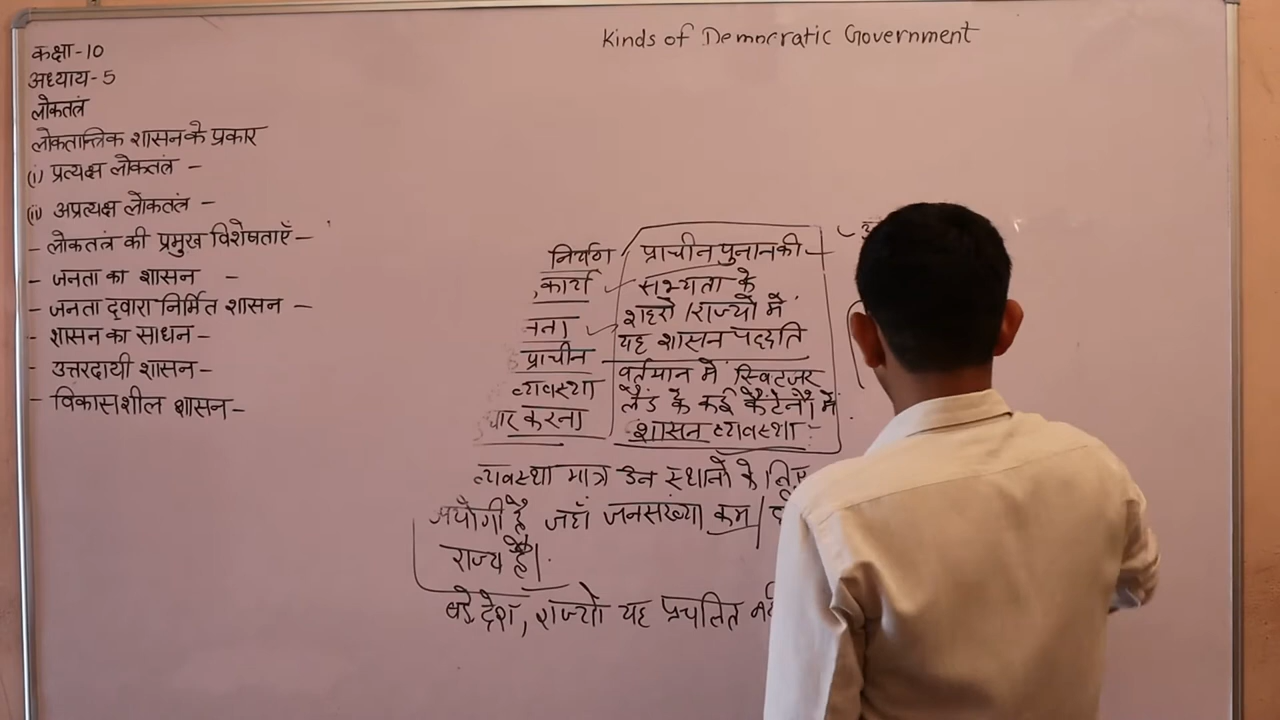 Kinds of Democratic Government
कक्षा-10
अध्याय-5
लोकतंत्र
लोकतान्त्रिक शासन के प्रकार
(i) प्रत्यक्ष लोकतंत्र -
(ii) अप्रत्यक्ष लोकतंत्र -
- लोकतंत्र की प्रमुख विशेषताएँ -
- जनता का शासन -
- जनता द्वारा निर्मित शासन -
- शासन का साधन -
- उत्तरदायी शासन -
- विकासशील शासन -
निर्णय
कार्य
प्राचीन
व्यवस्था
करना
प्राचीन युनान की
सभ्यता के
शहरो / राज्यों में
यह शासन पद्दति
वर्तमान में स्विटजर
लैंड के कई कैंटेनों में
शासन व्यवस्था -
व्यवस्था मात्र उन स्थानों के लिए
जहाँ जनसंख्या कम /
राज्य है।
बडे देश, राज्यों यह प्रचलित